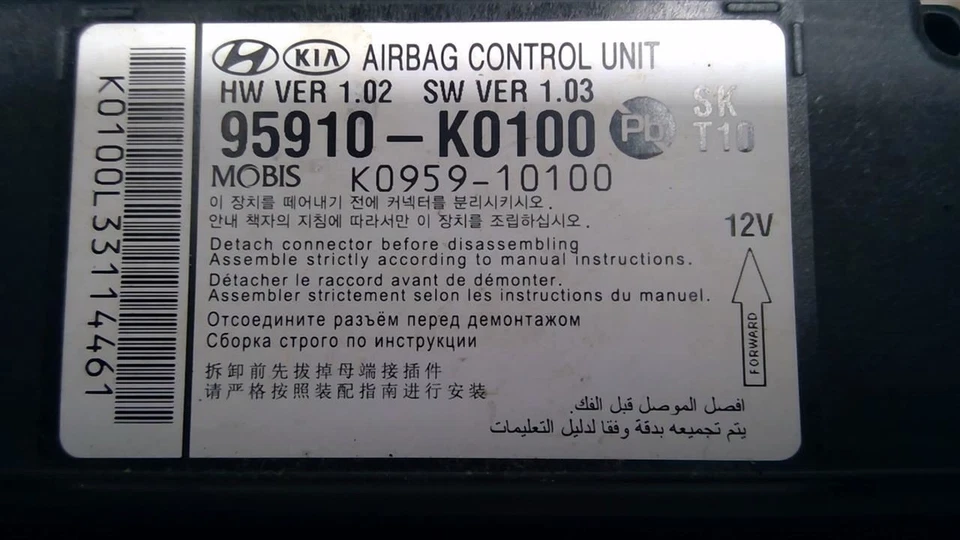 K0100L33114461
KIA AIRBAG CONTROL UNIT
HW VER 1.02 SW VER 1.03
95910-K0100 Pb SK
T10
MOBIS K0959-10100
이 장치를 떼어내기 전에 커넥터를 분리시키시오.
안내 책자의 지침에 따라서만 이 장치를 조립하십시오.
12V
Detach connector before disassembling
Assemble strictly according to manual instructions.
Détacher le raccord avant de démonter.
Assembler strictement selon les instructions du manuel.
FORWARD
Отсоедините разъём перед демонтажом
Сборка строго по инструкции
拆卸前先拔掉母端接插件
请严格按照装配指南进行安装
افصل الموصل قبل الفك.
يتم تجميعه بدقة وفقا لدليل التعليمات